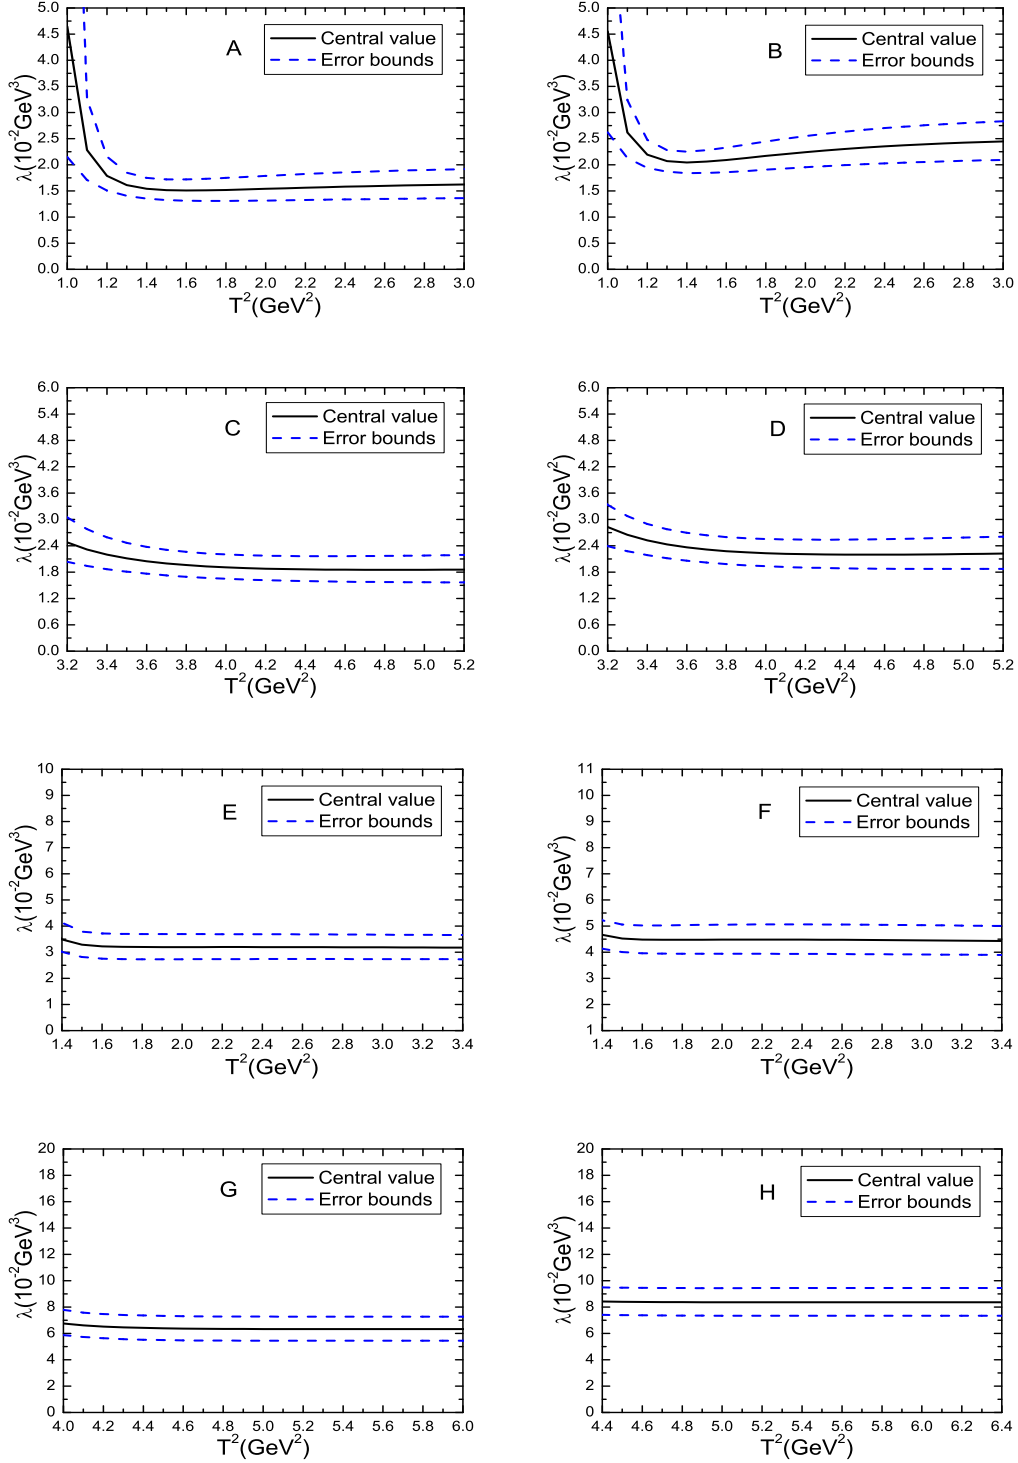 5.0
4.5
4.0
3.5
3.0
2.5
2.0
1.5
1.0
0.5
0.0
λ(10⁻²GeV³)
A
Central value
Error bounds
1.0 1.2 1.4 1.6 1.8 2.0 2.2 2.4 2.6 2.8 3.0
T²(GeV²)
5.0
4.5
4.0
3.5
3.0
2.5
2.0
1.5
1.0
0.5
0.0
λ(10⁻²GeV³)
B
Central value
Error bounds
1.0 1.2 1.4 1.6 1.8 2.0 2.2 2.4 2.6 2.8 3.0
T²(GeV²)
6.0
5.4
4.8
4.2
3.6
3.0
2.4
1.8
1.2
0.6
0.0
λ(10⁻²GeV³)
C
Central value
Error bounds
3.2 3.4 3.6 3.8 4.0 4.2 4.4 4.6 4.8 5.0 5.2
T²(GeV²)
6.0
5.4
4.8
4.2
3.6
3.0
2.4
1.8
1.2
0.6
0.0
λ(10⁻²GeV²)
D
Central value
Error bounds
3.2 3.4 3.6 3.8 4.0 4.2 4.4 4.6 4.8 5.0 5.2
T²(GeV²)
10
9
8
7
6
5
4
3
2
1
0
λ(10⁻²GeV³)
E
Central value
Error bounds
1.4 1.6 1.8 2.0 2.2 2.4 2.6 2.8 3.0 3.2 3.4
T²(GeV²)
11
10
9
8
7
6
5
4
3
2
1
λ(10⁻²GeV³)
F
Central value
Error bounds
1.4 1.6 1.8 2.0 2.2 2.4 2.6 2.8 3.0 3.2 3.4
T²(GeV²)
20
18
16
14
12
10
8
6
4
2
0
λ(10⁻²GeV³)
G
Central value
Error bounds
4.0 4.2 4.4 4.6 4.8 5.0 5.2 5.4 5.6 5.8 6.0
T²(GeV²)
20
18
16
14
12
10
8
6
4
2
0
λ(10⁻²GeV³)
H
Central value
Error bounds
4.4 4.6 4.8 5.0 5.2 5.4 5.6 5.8 6.0 6.2 6.4
T²(GeV²)